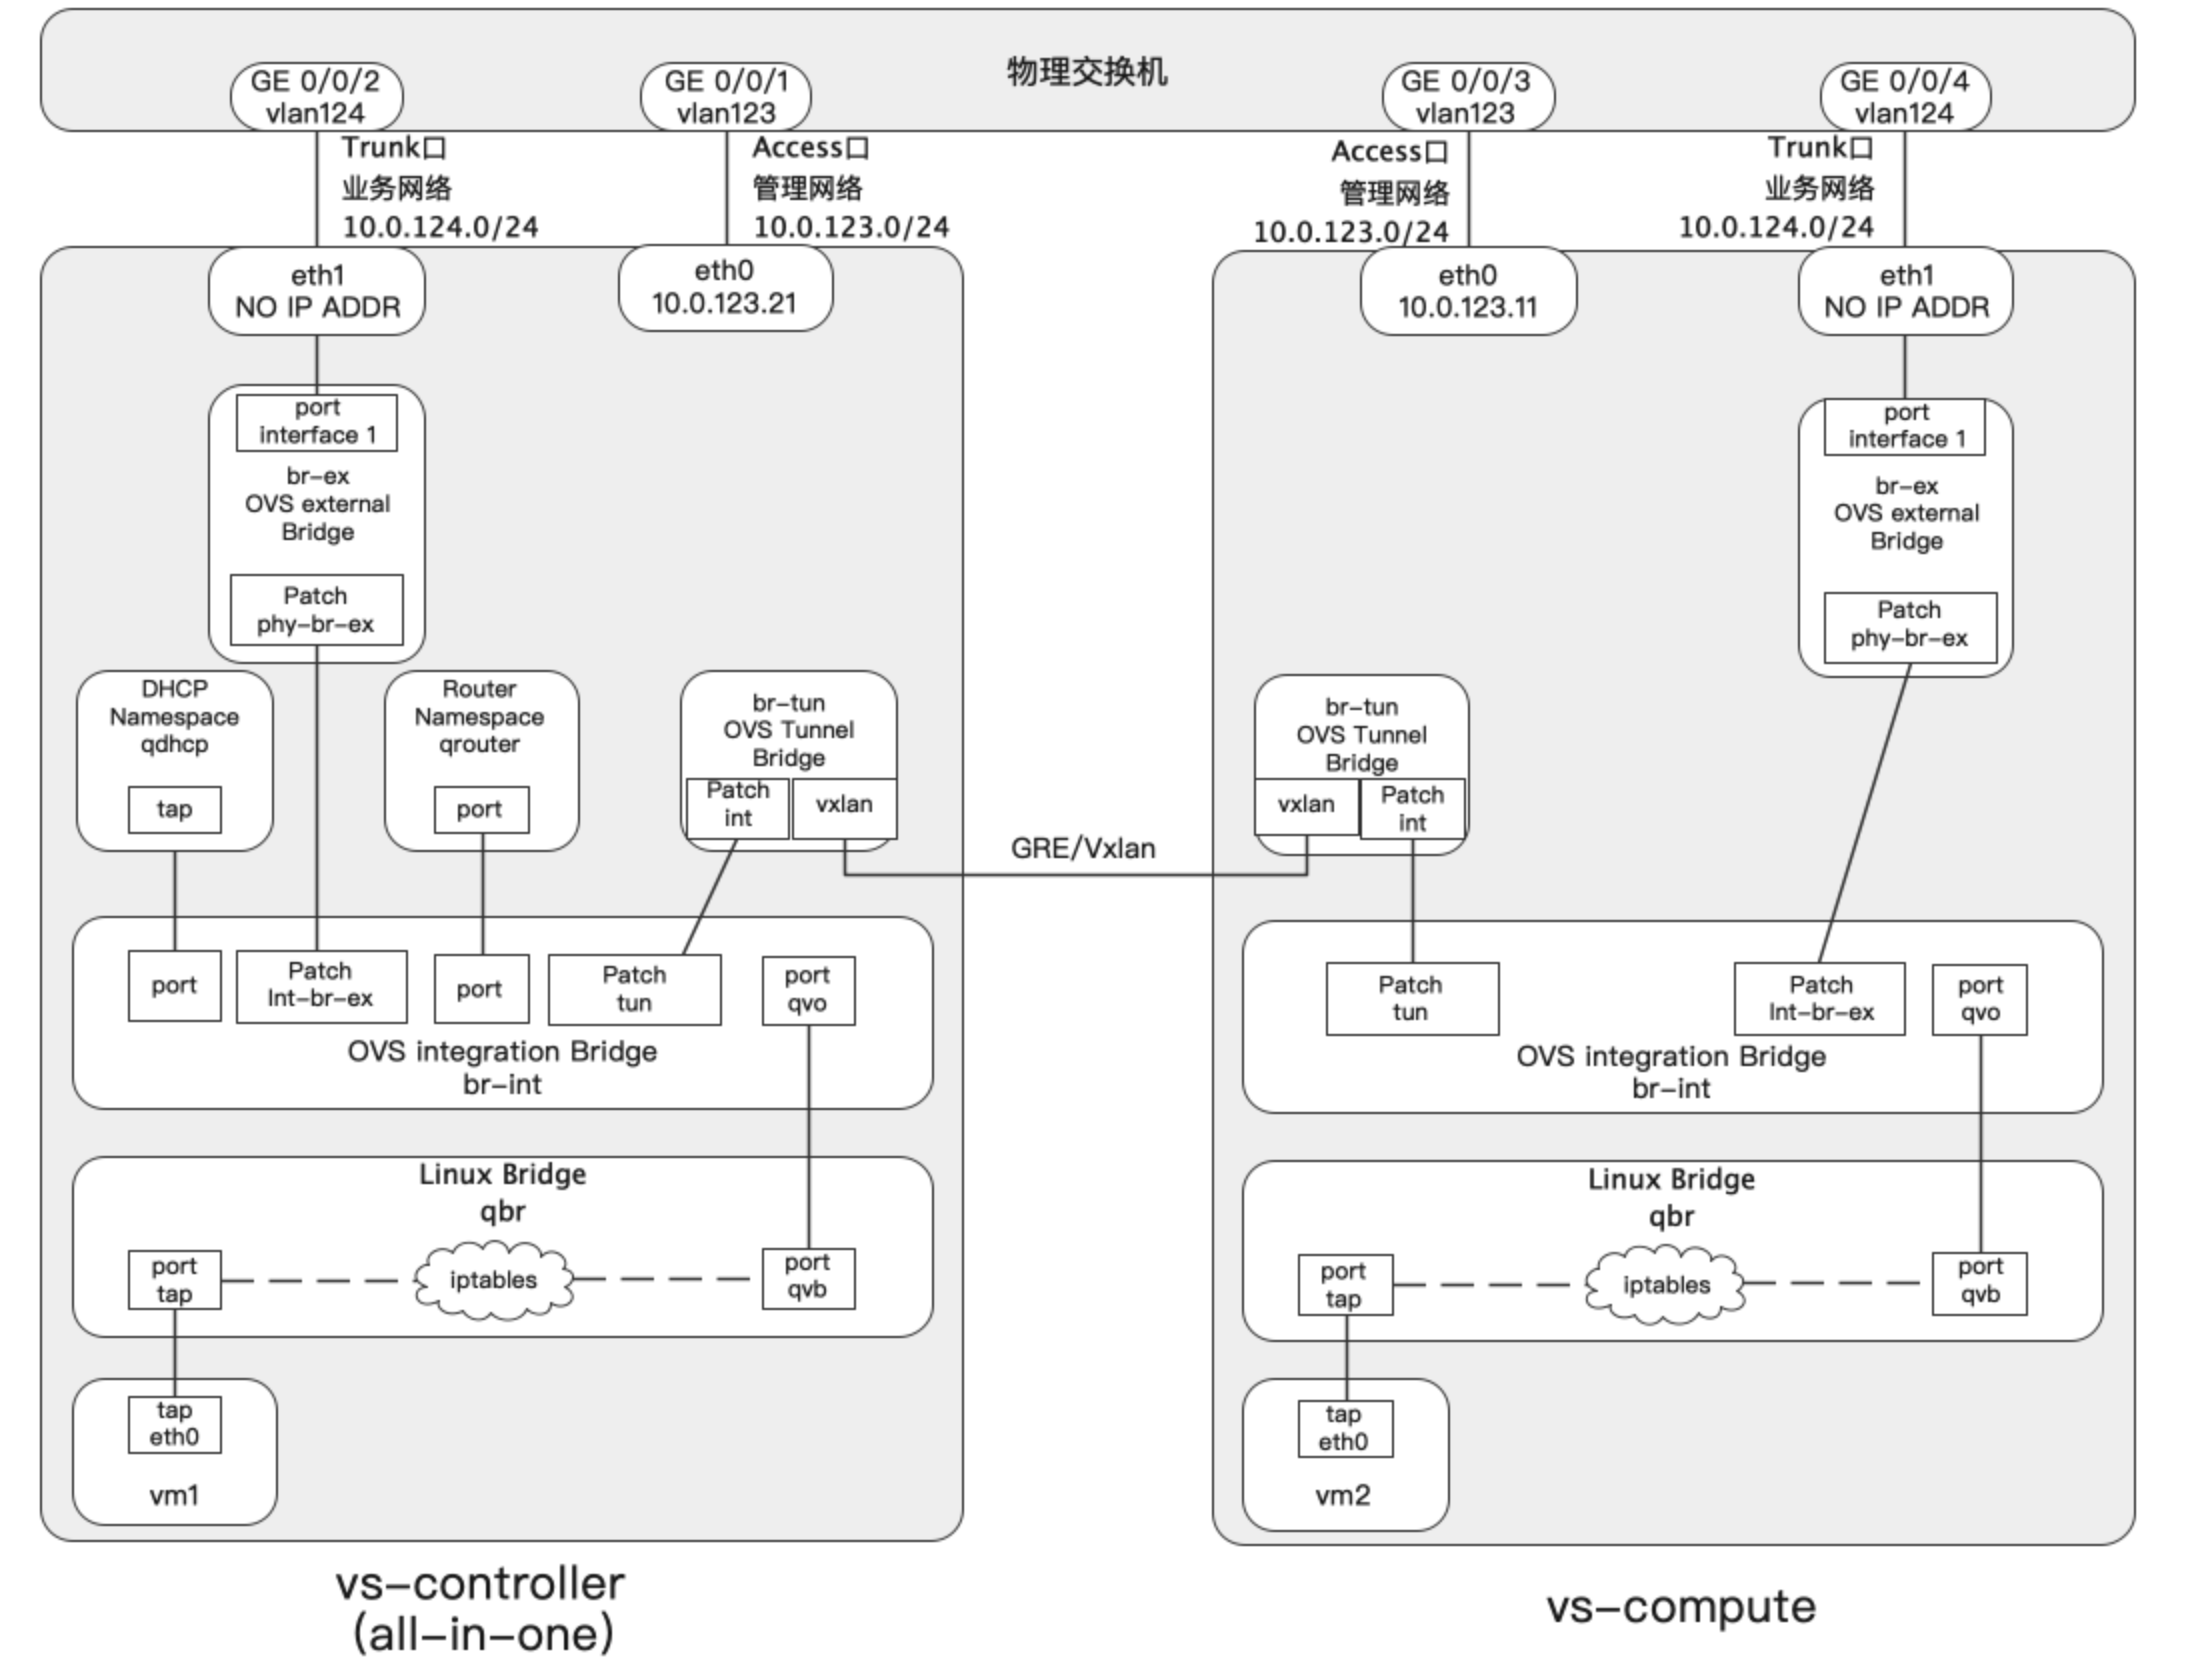 物理交换机
GE 0/0/2
vlan124
GE 0/0/1
vlan123
GE 0/0/3
vlan123
GE 0/0/4
vlan124
Trunk口
业务网络
10.0.124.0/24
Access口
管理网络
10.0.123.0/24
Access口
管理网络
10.0.123.0/24
Trunk口
业务网络
10.0.124.0/24
eth1
NO IP ADDR
eth0
10.0.123.21
port
interface 1
br-ex
OVS external
Bridge
Patch
phy-br-ex
DHCP
Namespace
qdhcp
tap
Router
Namespace
qrouter
port
br-tun
OVS Tunnel
Bridge
Patch
int
vxlan
GRE/Vxlan
port
Patch
Int-br-ex
port
Patch
tun
port
qvo
OVS integration Bridge
br-int
Linux Bridge
qbr
port
tap
iptables
port
qvb
tap
eth0
vm1
vs-controller
(all-in-one)
eth0
10.0.123.11
eth1
NO IP ADDR
port
interface 1
br-ex
OVS external
Bridge
Patch
phy-br-ex
br-tun
OVS Tunnel
Bridge
vxlan
Patch
int
Patch
tun
Patch
Int-br-ex
port
qvo
OVS integration Bridge
br-int
Linux Bridge
qbr
port
tap
iptables
port
qvb
tap
eth0
vm2
vs-compute